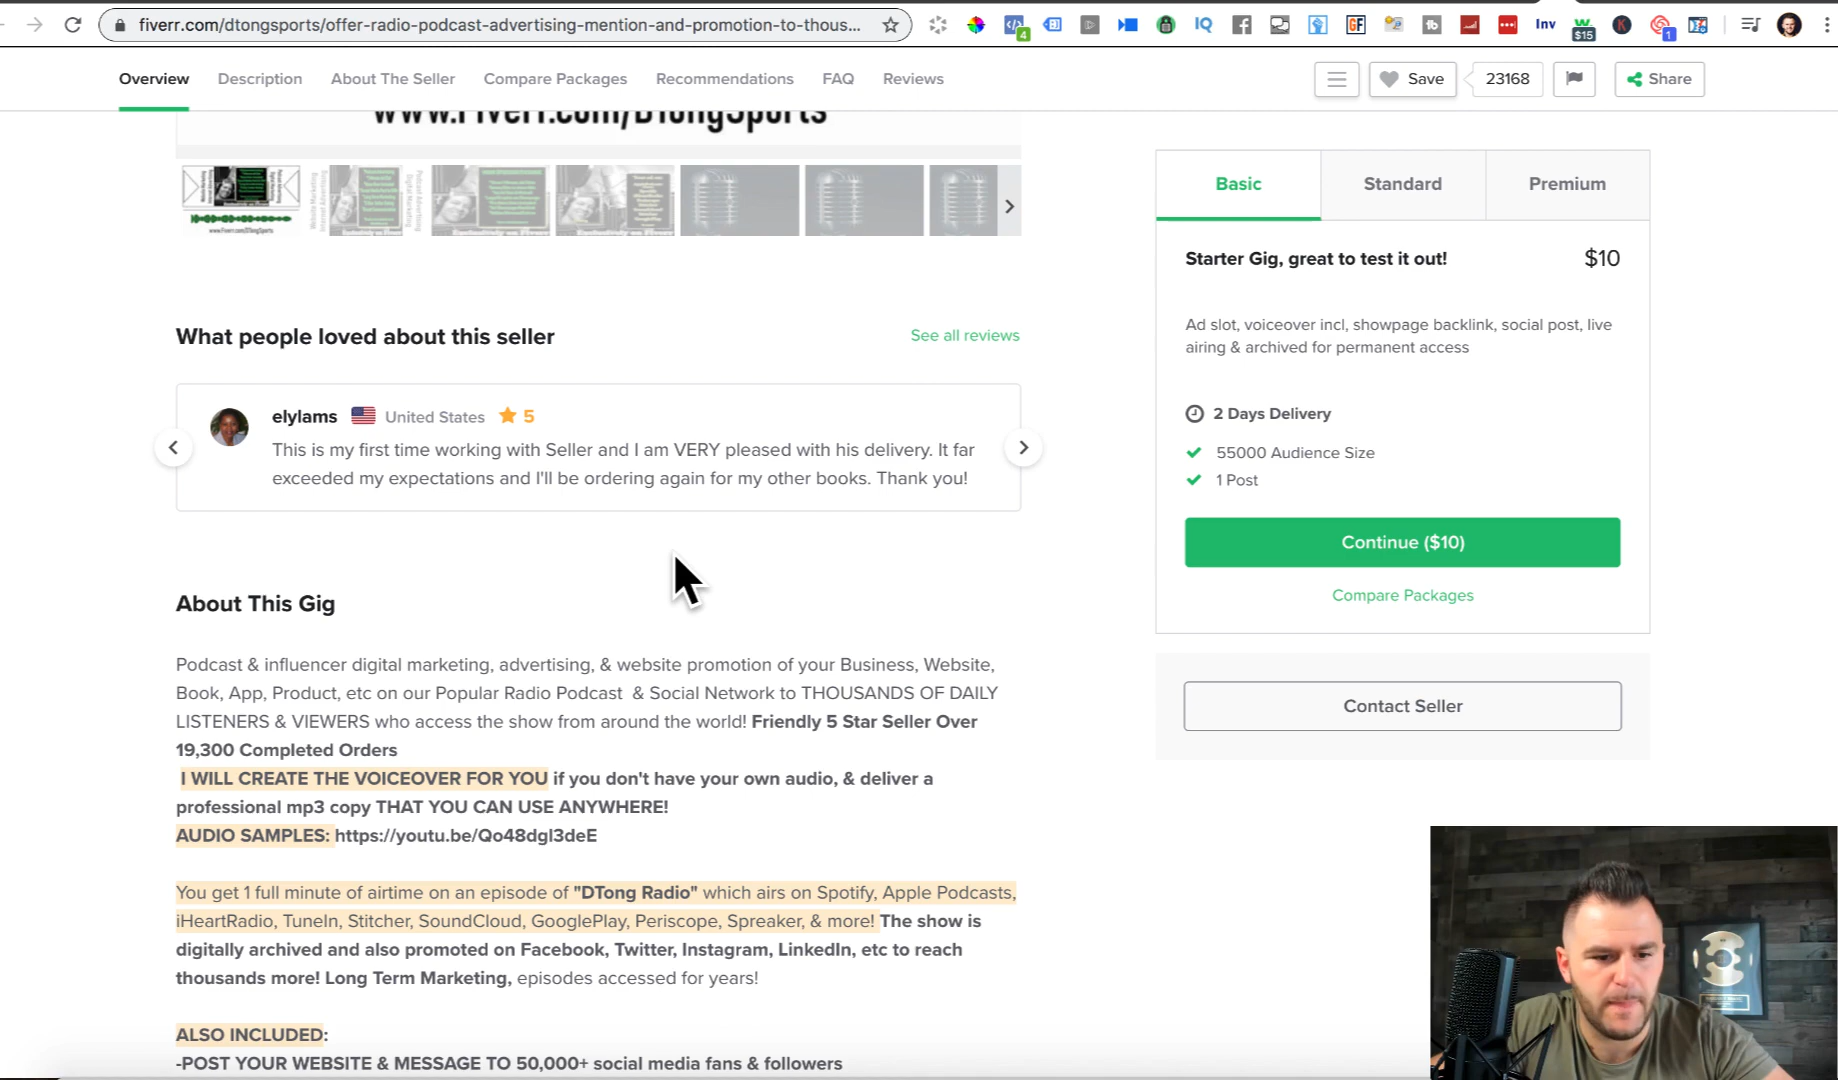 fiverr.com/dtongsports/offer-radio-podcast-advertising-mention-and-promotion-to-thous...
4
IQ
GF
Inv
$15
K
1
Overview
Description
About The Seller
Compare Packages
Recommendations
FAQ
Reviews
Save
23168
Share
www.Fiverr.com/DTongSports
Basic
Standard
Premium
Starter Gig, great to test it out!
$10
Ad slot, voiceover incl, showpage backlink, social post, live
airing & archived for permanent access
2 Days Delivery
55000 Audience Size
1 Post
Continue ($10)
Compare Packages
Contact Seller
What people loved about this seller
See all reviews
elylams
United States
5
This is my first time working with Seller and I am VERY pleased with his delivery. It far
exceeded my expectations and I'll be ordering again for my other books. Thank you!
About This Gig
Podcast & influencer digital marketing, advertising, & website promotion of your Business, Website,
Book, App, Product, etc on our Popular Radio Podcast & Social Network to THOUSANDS OF DAILY
LISTENERS & VIEWERS who access the show from around the world! Friendly 5 Star Seller Over
19,300 Completed Orders
I WILL CREATE THE VOICEOVER FOR YOU if you don't have your own audio, & deliver a
professional mp3 copy THAT YOU CAN USE ANYWHERE!
AUDIO SAMPLES: https://youtu.be/Qo48dgI3deE
You get 1 full minute of airtime on an episode of "DTong Radio" which airs on Spotify, Apple Podcasts,
iHeartRadio, TuneIn, Stitcher, SoundCloud, GooglePlay, Periscope, Spreaker, & more! The show is
digitally archived and also promoted on Facebook, Twitter, Instagram, LinkedIn, etc to reach
thousands more! Long Term Marketing, episodes accessed for years!
ALSO INCLUDED:
-POST YOUR WEBSITE & MESSAGE TO 50,000+ social media fans & followers